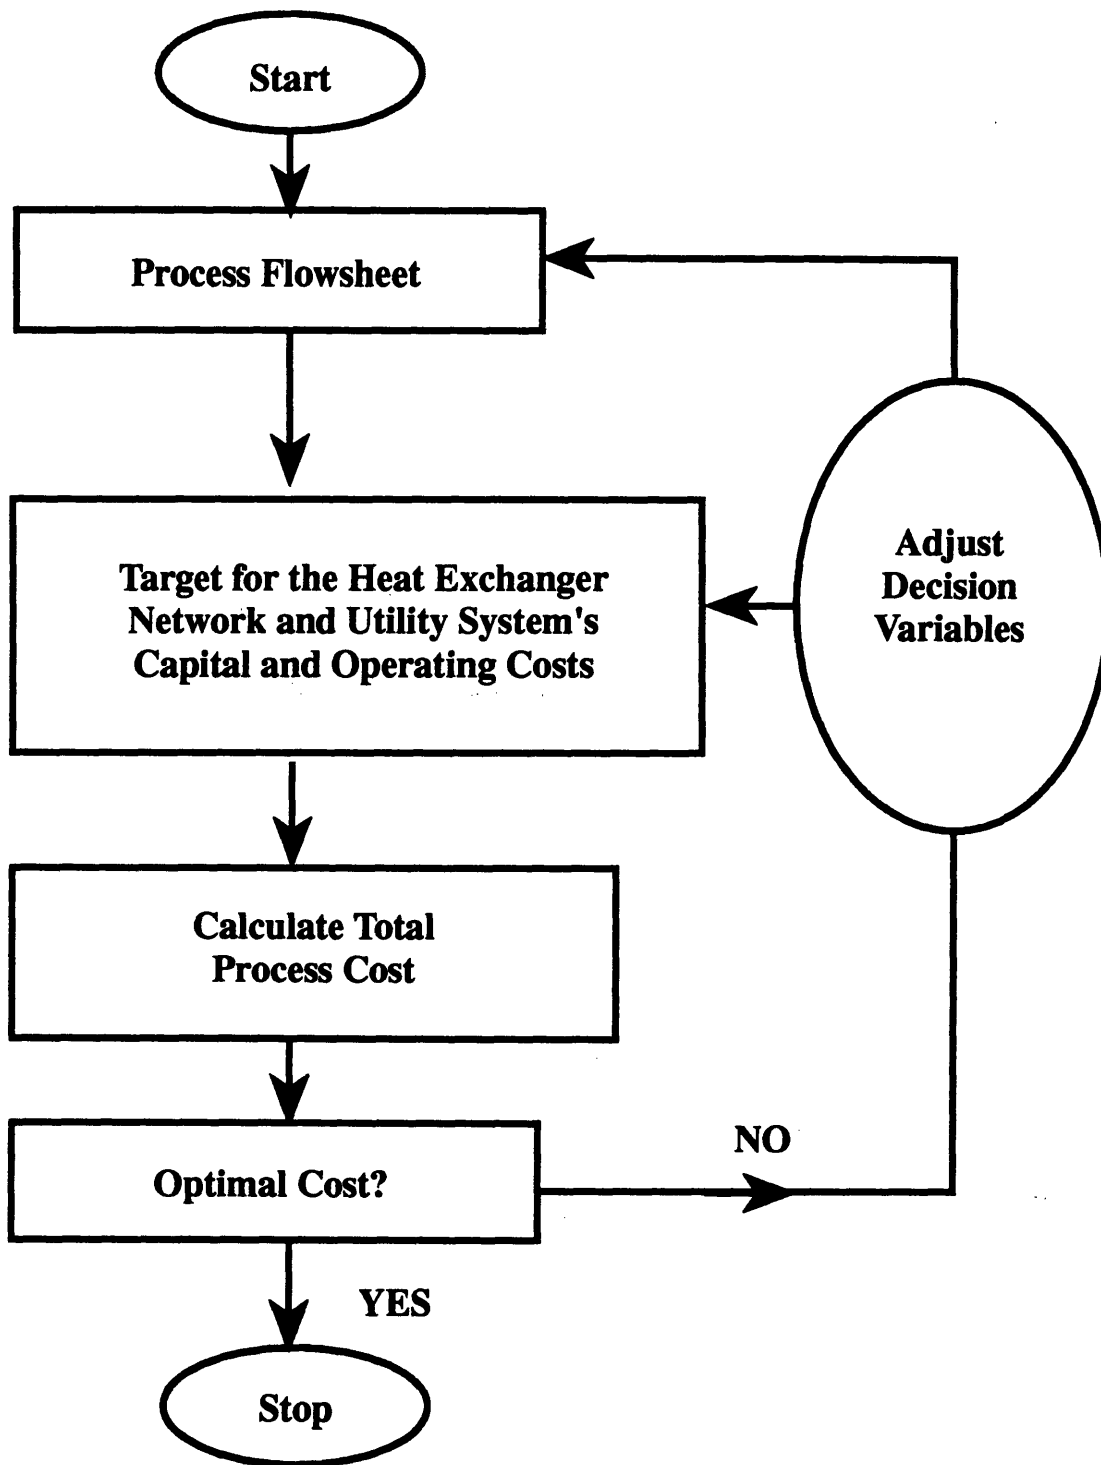 Start
Process Flowsheet
Target for the Heat Exchanger
Network and Utility System's
Capital and Operating Costs
Adjust
Decision
Variables
Calculate Total
Process Cost
Optimal Cost?
NO
YES
Stop